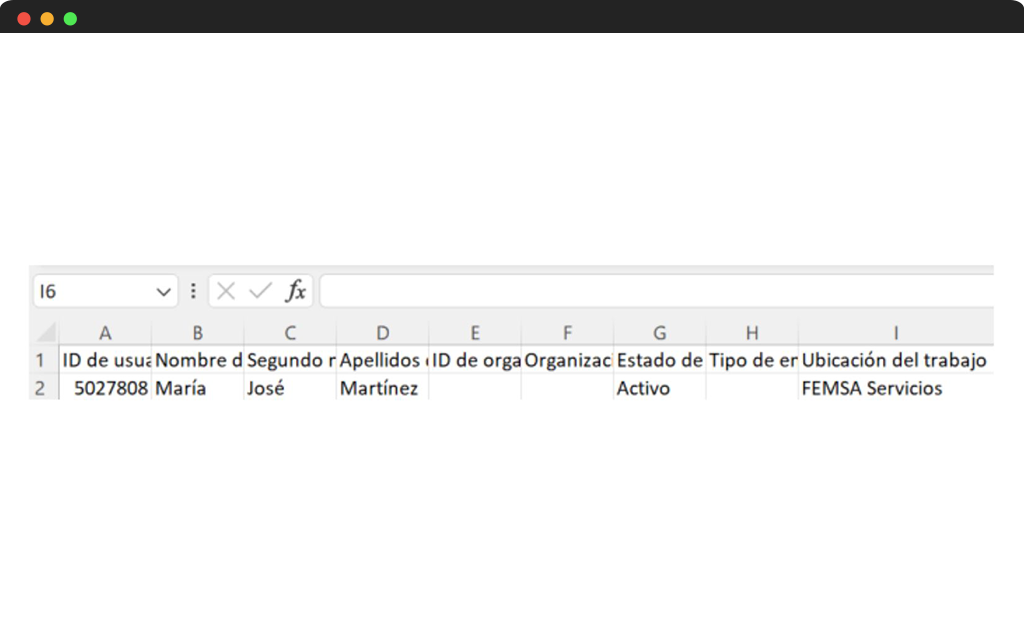 I6 fx
A B C D E F G H I
1 ID de usua Nombre d Segundo r Apellidos ID de orga Organizac Estado de Tipo de er Ubicación del trabajo
2 5027808 María José Martínez Activo FEMSA Servicios